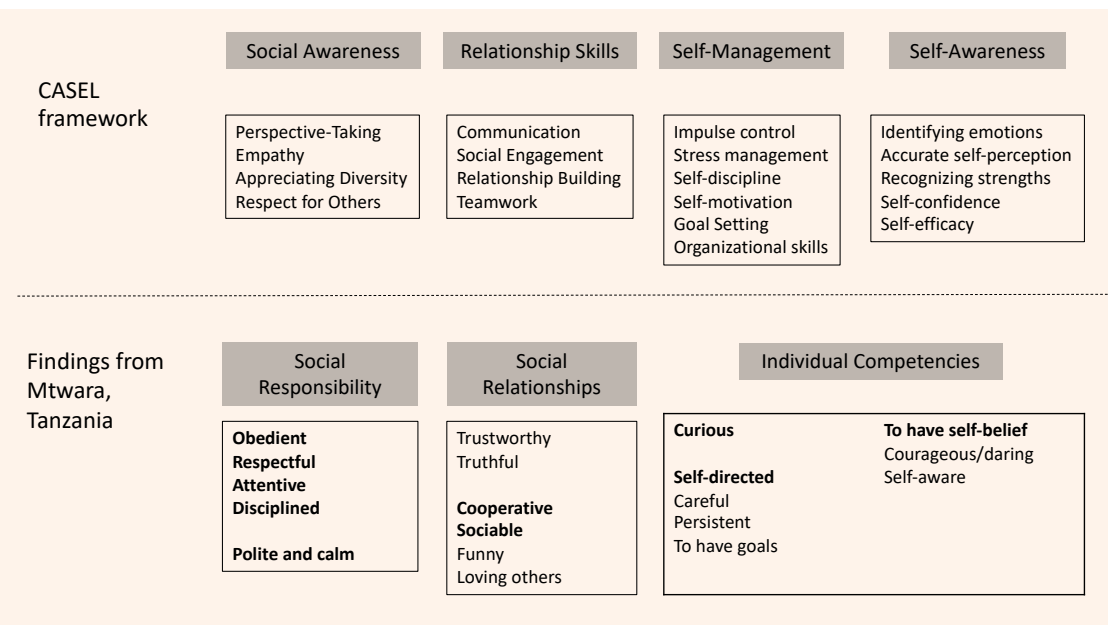 Social Awareness
Relationship Skills
Self-Management
Self-Awareness
CASEL
framework
Perspective-Taking
Empathy
Appreciating Diversity
Respect for Others
Communication
Social Engagement
Relationship Building
Teamwork
Impulse control
Stress management
Self-discipline
Self-motivation
Goal Setting
Organizational skills
Identifying emotions
Accurate self-perception
Recognizing strengths
Self-confidence
Self-efficacy
Findings from
Mtwara,
Tanzania
Social
Responsibility
Social
Relationships
Individual Competencies
Obedient
Respectful
Attentive
Disciplined
Polite and calm
Trustworthy
Truthful
Cooperative
Sociable
Funny
Loving others
Curious
Self-directed
Careful
Persistent
To have goals
To have self-belief
Courageous/daring
Self-aware